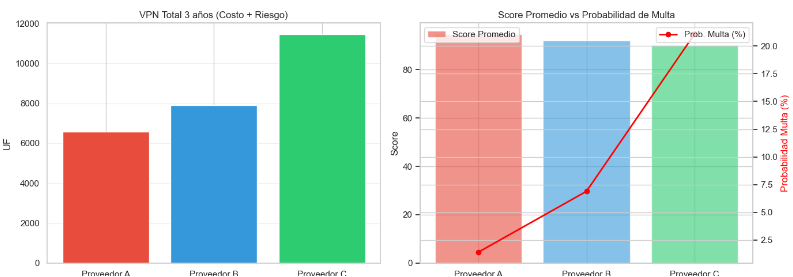 VPN Total 3 años (Costo + Riesgo)
12000
10000
8000
6000
4000
2000
0
UF
Proveedor A
Proveedor B
Proveedor C
Score Promedio vs Probabilidad de Multa
Score Promedio
Prob. Multa (%)
80
60
40
20
0
Score
20.0
17.5
15.0
12.5
10.0
7.5
5.0
2.5
Probabilidad Multa (%)
Proveedor A
Proveedor B
Proveedor C